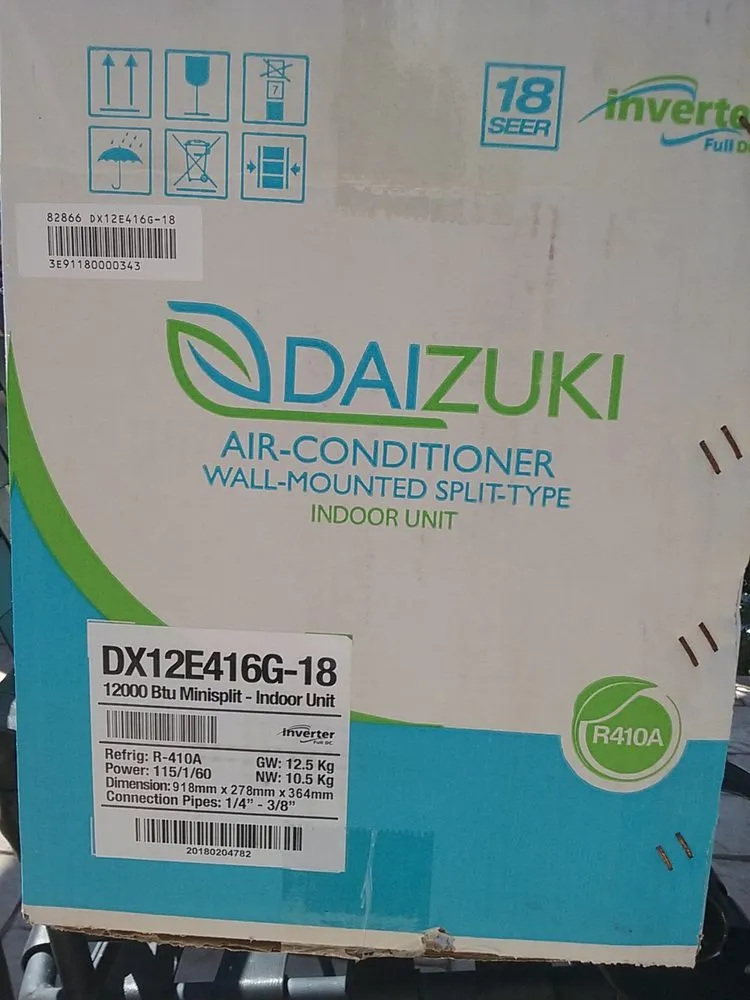 7
18
SEER
inverte
Full D
82866 DX12E416G-18
3E91180000343
DAIZUKI
AIR-CONDITIONER
WALL-MOUNTED SPLIT-TYPE
INDOOR UNIT
DX12E416G-18
12000 Btu Minisplit - Indoor Unit
inverter
Full DC
Refrig: R-410A GW: 12.5 Kg
Power: 115/1/60 NW: 10.5 Kg
Dimension: 918mm x 278mm x 364mm
Connection Pipes: 1/4" - 3/8"
20180204782
R410A